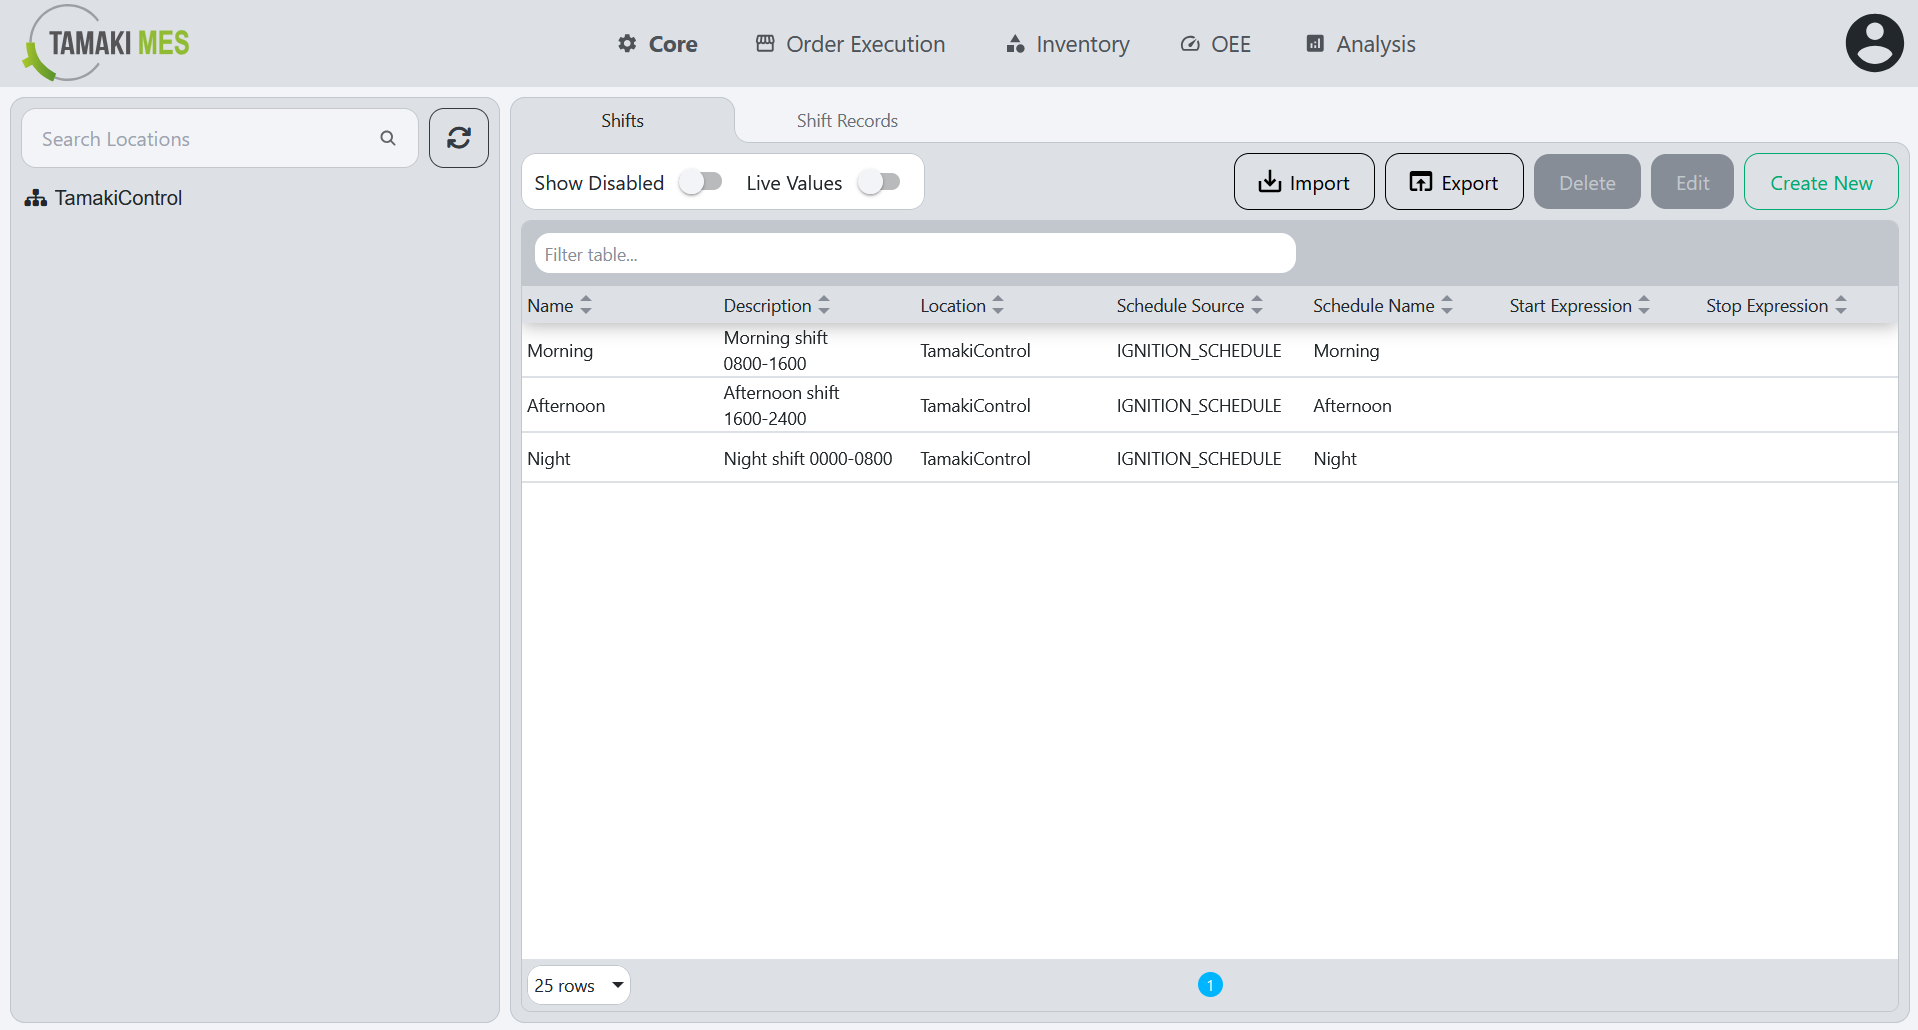 TAMAKI MES
Core
Order Execution
Inventory
OEE
Analysis
Search Locations
TamakiControl
Shifts
Shift Records
Show Disabled
Live Values
Import
Export
Delete
Edit
Create New
Filter table...
Name Description Location Schedule Source Schedule Name Start Expression Stop Expression
Morning Morning shift 0800-1600 TamakiControl IGNITION_SCHEDULE Morning
Afternoon Afternoon shift 1600-2400 TamakiControl IGNITION_SCHEDULE Afternoon
Night Night shift 0000-0800 TamakiControl IGNITION_SCHEDULE Night
25 rows
1